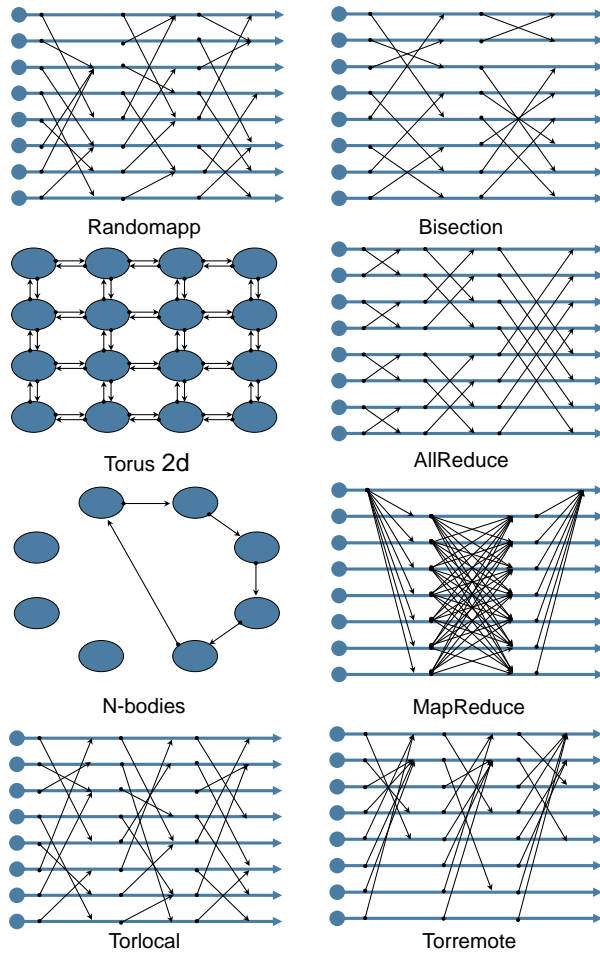 Randomapp
Bisection
Torus 2d
AllReduce
N-bodies
MapReduce
Torlocal
Torremote